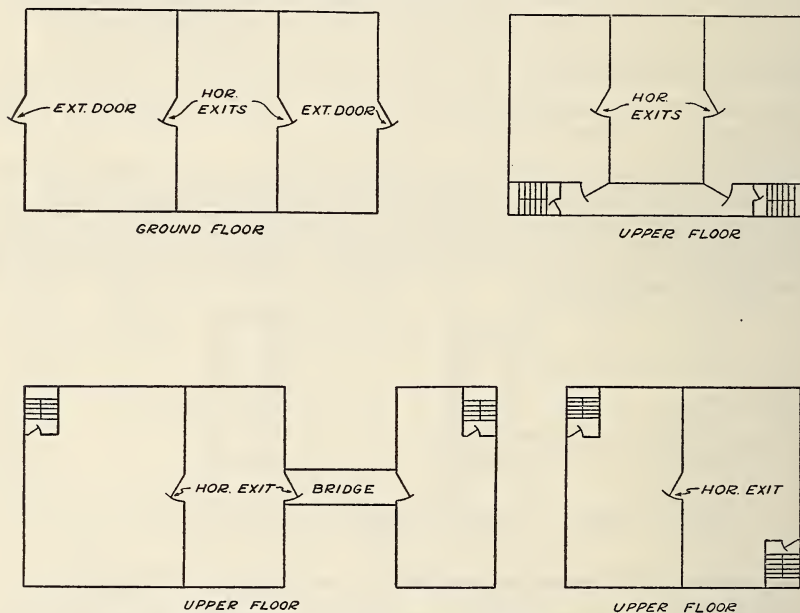 EXT. DOOR
HOR.
EXITS
EXT. DOOR
GROUND FLOOR
HOR.
EXITS
UPPER FLOOR
HOR. EXIT
BRIDGE
UPPER FLOOR
HOR. EXIT
UPPER FLOOR